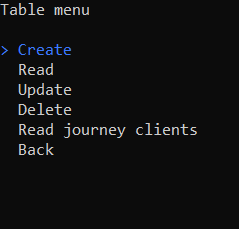 Table menu
> Create
Read
Update
Delete
Read journey clients
Back